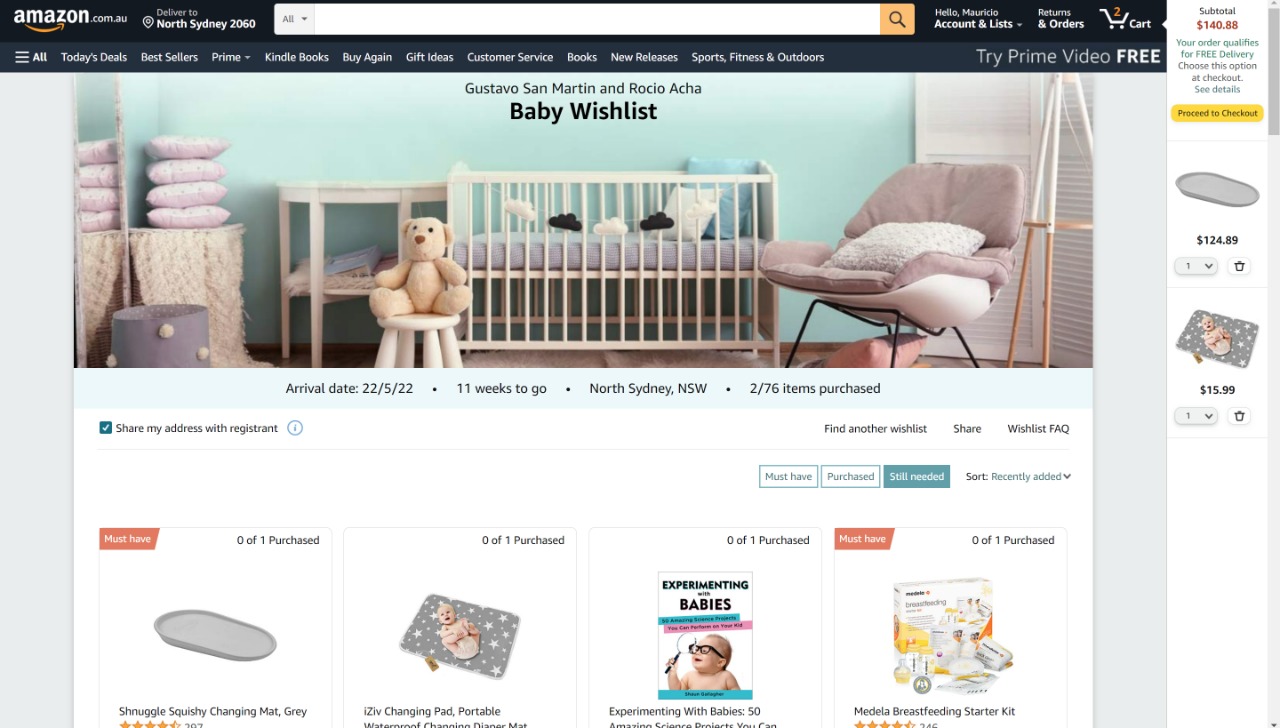 amazon.com.au
Deliver to
North Sydney 2060
All
Hello, Mauricio
Account & Lists
Returns
& Orders
2
Cart
All
Today's Deals
Best Sellers
Prime
Kindle Books
Buy Again
Gift Ideas
Customer Service
Books
New Releases
Sports, Fitness & Outdoors
Try Prime Video FREE
Subtotal
$140.88
Your order qualifies
for FREE Delivery
Choose this option
at checkout.
See details
Proceed to Checkout
$124.89
1
$15.99
1
Gustavo San Martin and Rocio Acha
Baby Wishlist
Arrival date: 22/5/22 • 11 weeks to go • North Sydney, NSW • 2/76 items purchased
Share my address with registrant
Find another wishlist
Share
Wishlist FAQ
Must have
Purchased
Still needed
Sort: Recently added
Must have
0 of 1 Purchased
Shnuggle Squishy Changing Mat, Grey
297
0 of 1 Purchased
iZiv Changing Pad, Portable
Waterproof Changing Diaper Mat
0 of 1 Purchased
EXPERIMENTING
with
BABIES
50 Amazing Science Projects
You Can Perform on Your Kid
Shaun Gallagher
Experimenting With Babies: 50
Amazing Science Projects You Can
Must have
0 of 1 Purchased
medela
breastfeeding
Medela Breastfeeding Starter Kit
246